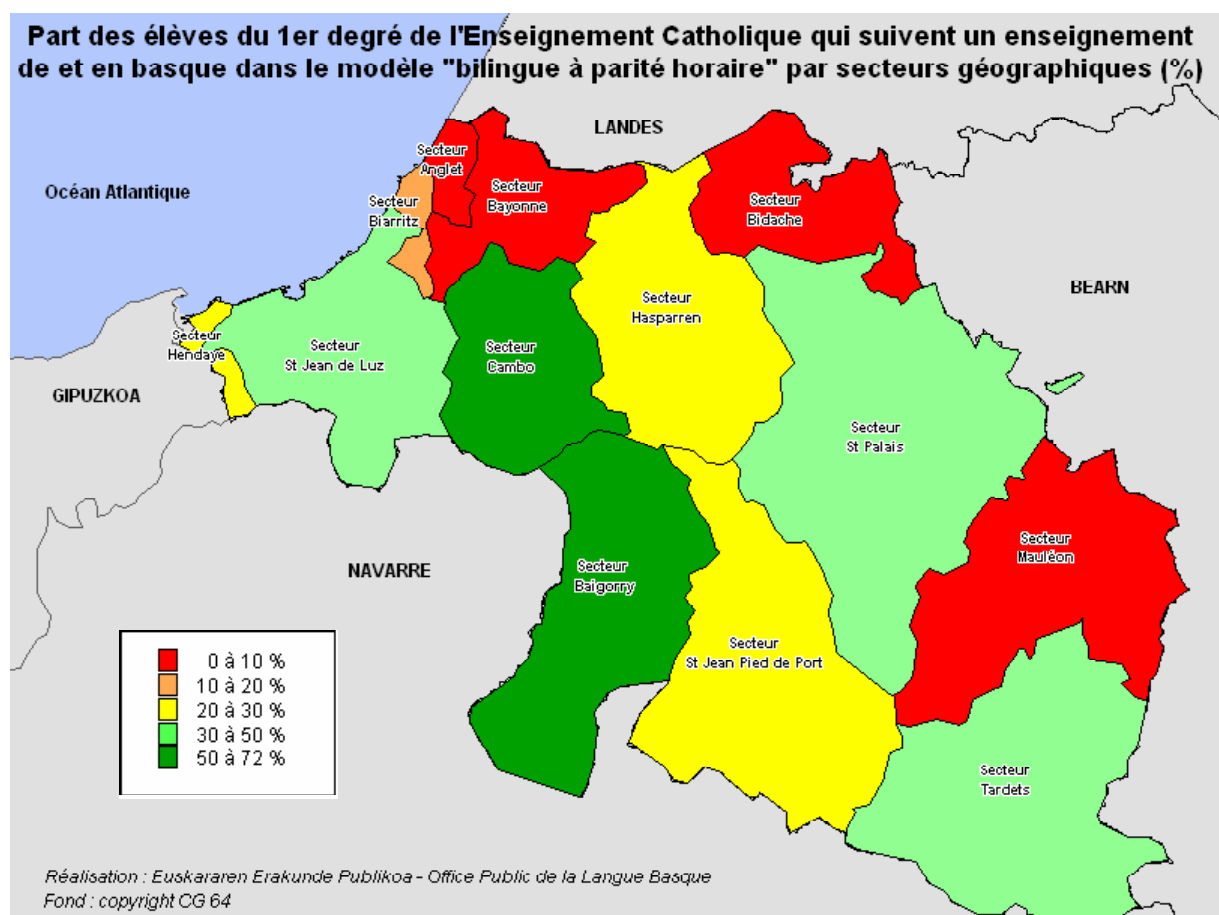 Part des élèves du 1er degré de l'Enseignement Catholique qui suivent un enseignement
de et en basque dans le modèle "bilingue à parité horaire" par secteurs géographiques (%)
LANDES
Secteur
Anglet
Océan Atlantique
Secteur
Bayonne
Secteur
Biarritz
Secteur
Bidache
BEARN
Secteur
Hasparren
Secteur
Hendaye
Secteur
St Jean de Luz
Secteur
Cambo
GIPUZKOA
Secteur
St Palais
Secteur
Mauléon
NAVARRE
Secteur
Baigorry
Secteur
St Jean Pied de Port
0 à 10 %
10 à 20 %
20 à 30 %
30 à 50 %
50 à 72 %
Secteur
Tardets
Réalisation : Euskararen Erakunde Publikoa - Office Public de la Langue Basque
Fond : copyright CG 64